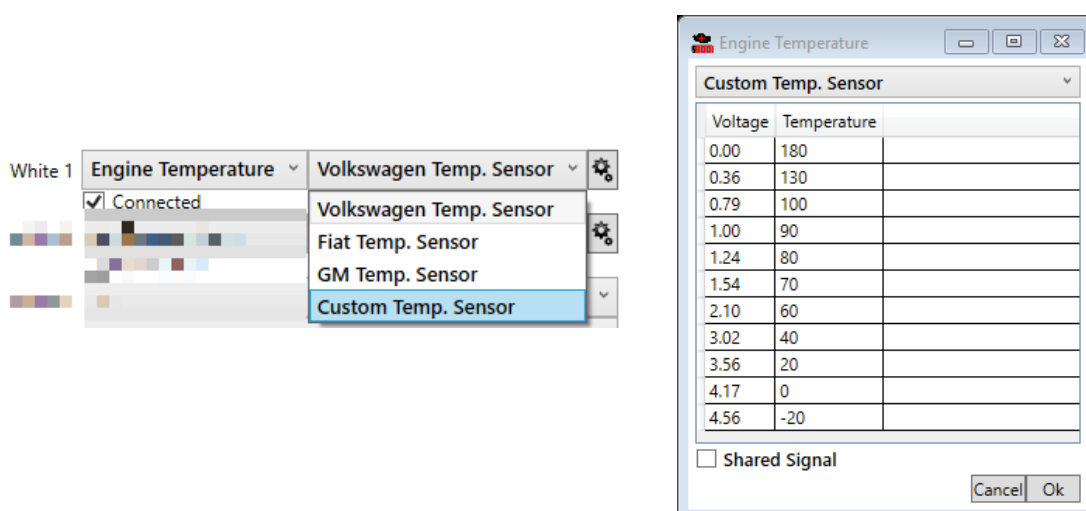 White 1 Engine Temperature Volkswagen Temp. Sensor
Connected
Volkswagen Temp. Sensor
Fiat Temp. Sensor
GM Temp. Sensor
Custom Temp. Sensor
Engine Temperature
Custom Temp. Sensor
Voltage Temperature
0.00 180
0.36 130
0.79 100
1.00 90
1.24 80
1.54 70
2.10 60
3.02 40
3.56 20
4.17 0
4.56 -20
Shared Signal
Cancel Ok